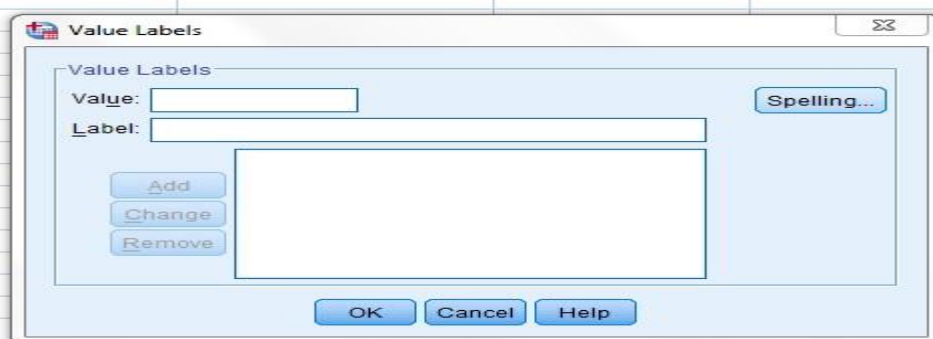 Value Labels
Value Labels
Value:
Spelling...
Label:
Add
Change
Remove
OK Cancel Help